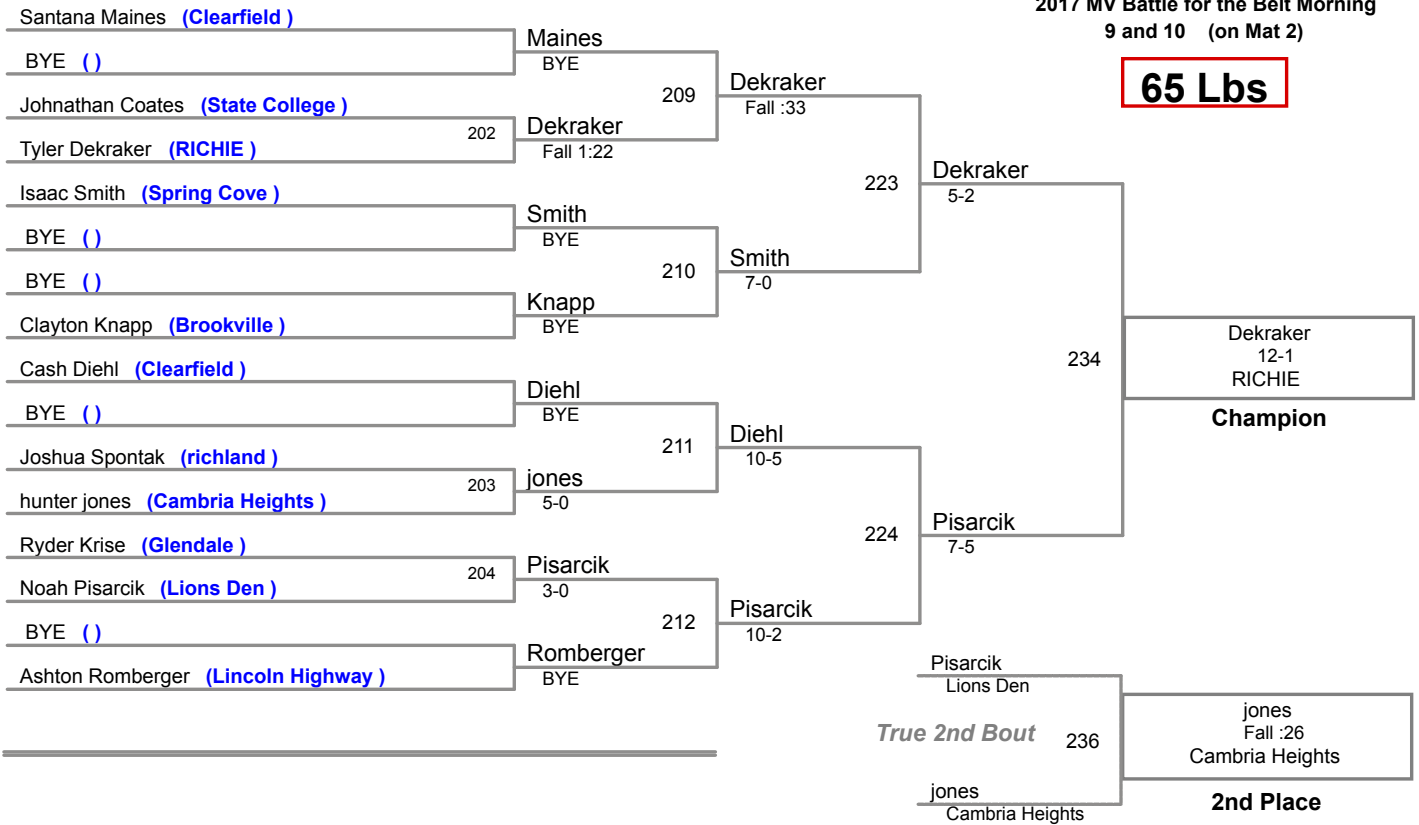 2017 MV Battle for the Belt Morning
9 and 10 (on Mat 2)
65 Lbs
Santana Maines (Clearfield )
BYE ( )
Johnathan Coates (State College )
Tyler Dekraker (RICHIE )
Isaac Smith (Spring Cove )
BYE ( )
BYE ( )
Clayton Knapp (Brookville )
Cash Diehl (Clearfield )
BYE ( )
Joshua Spontak (richland )
hunter jones (Cambria Heights )
Ryder Krise (Glendale )
Noah Pisarcik (Lions Den )
BYE ( )
Ashton Romberger (Lincoln Highway )
202
203
204
Maines
BYE
Dekraker
Fall 1:22
Smith
BYE
Knapp
BYE
Diehl
BYE
jones
5-0
Pisarcik
3-0
Romberger
BYE
209
210
211
212
Dekraker
Fall :33
Smith
7-0
Diehl
10-5
Pisarcik
10-2
223
224
Dekraker
5-2
Pisarcik
7-5
234
Dekraker
12-1
RICHIE
Champion
Pisarcik
Lions Den
True 2nd Bout 236
jones
Cambria Heights
jones
Fall :26
Cambria Heights
2nd Place